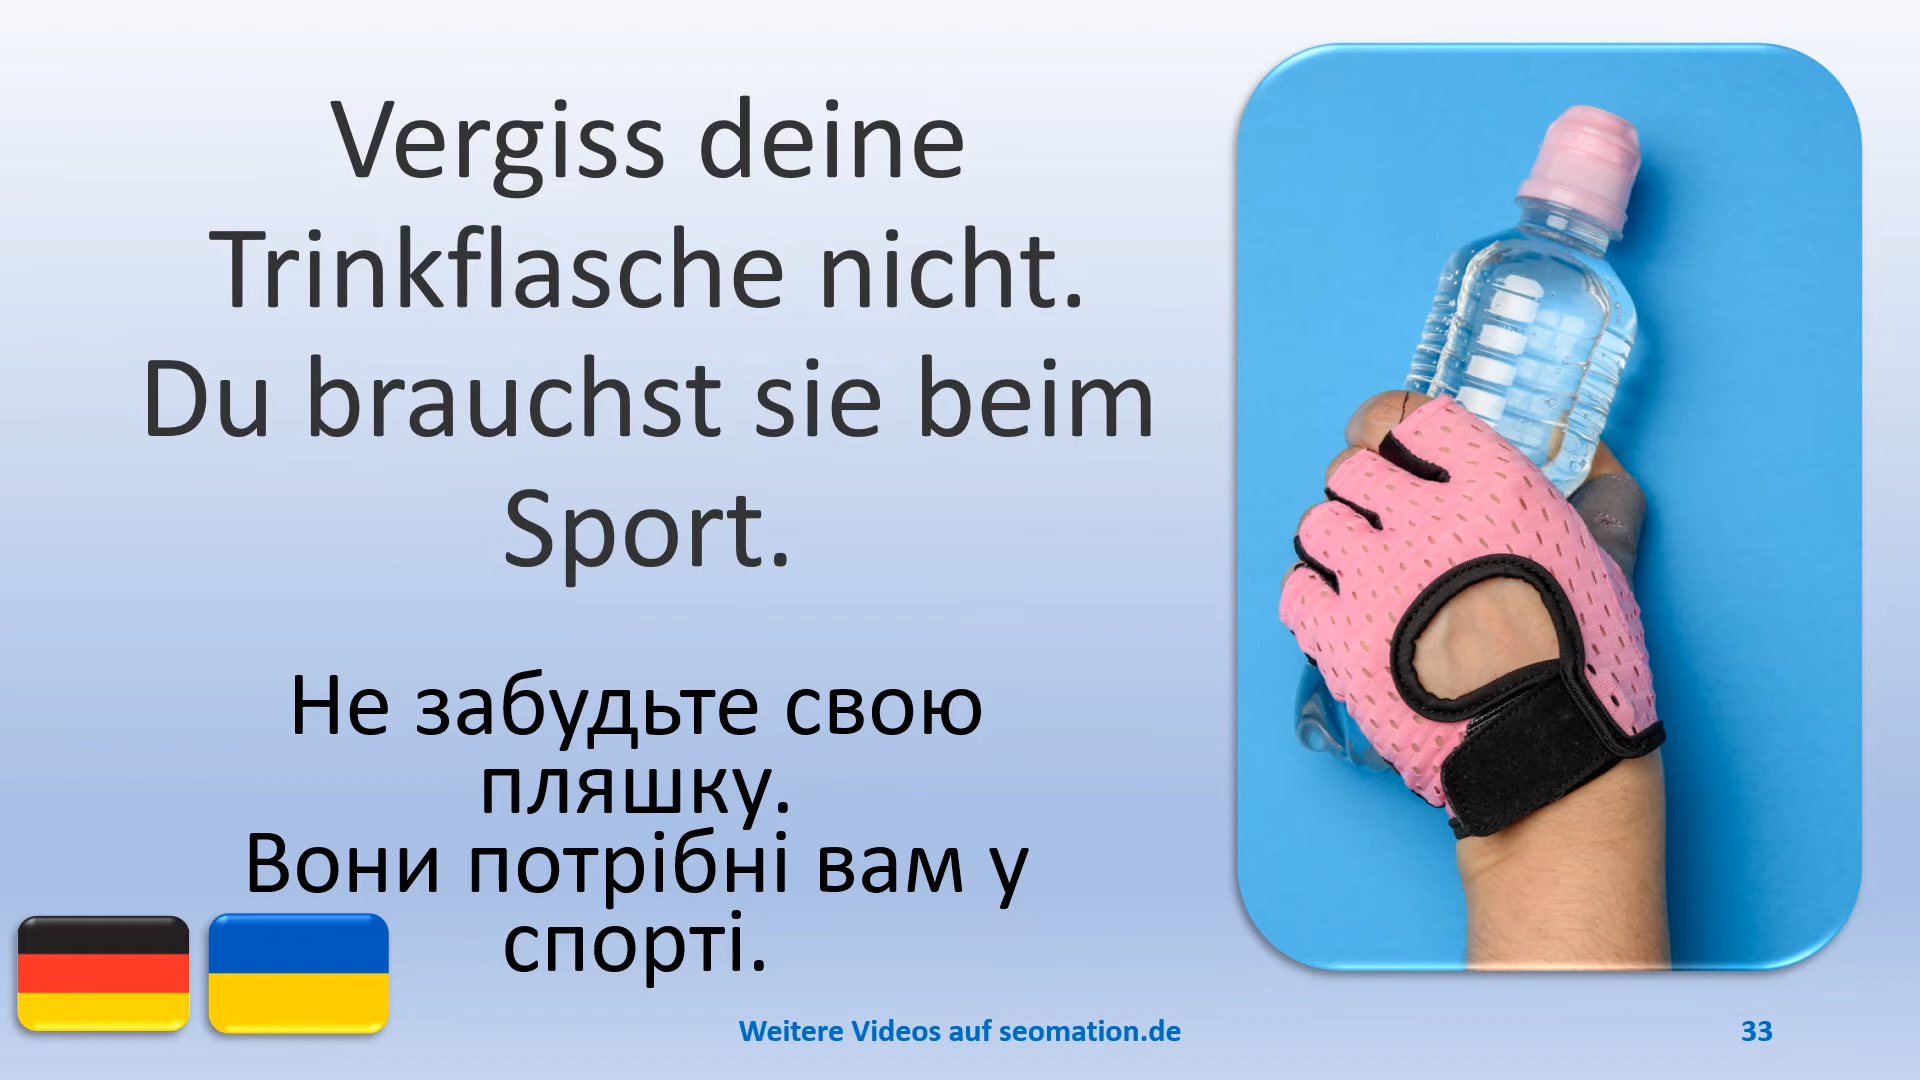 Vergiss deine
Trinkflasche nicht.
Du brauchst sie beim
Sport.
Не забудьте свою
пляшку.
Вони потрібні вам у
спорті.
Weitere Videos auf seomation.de
33